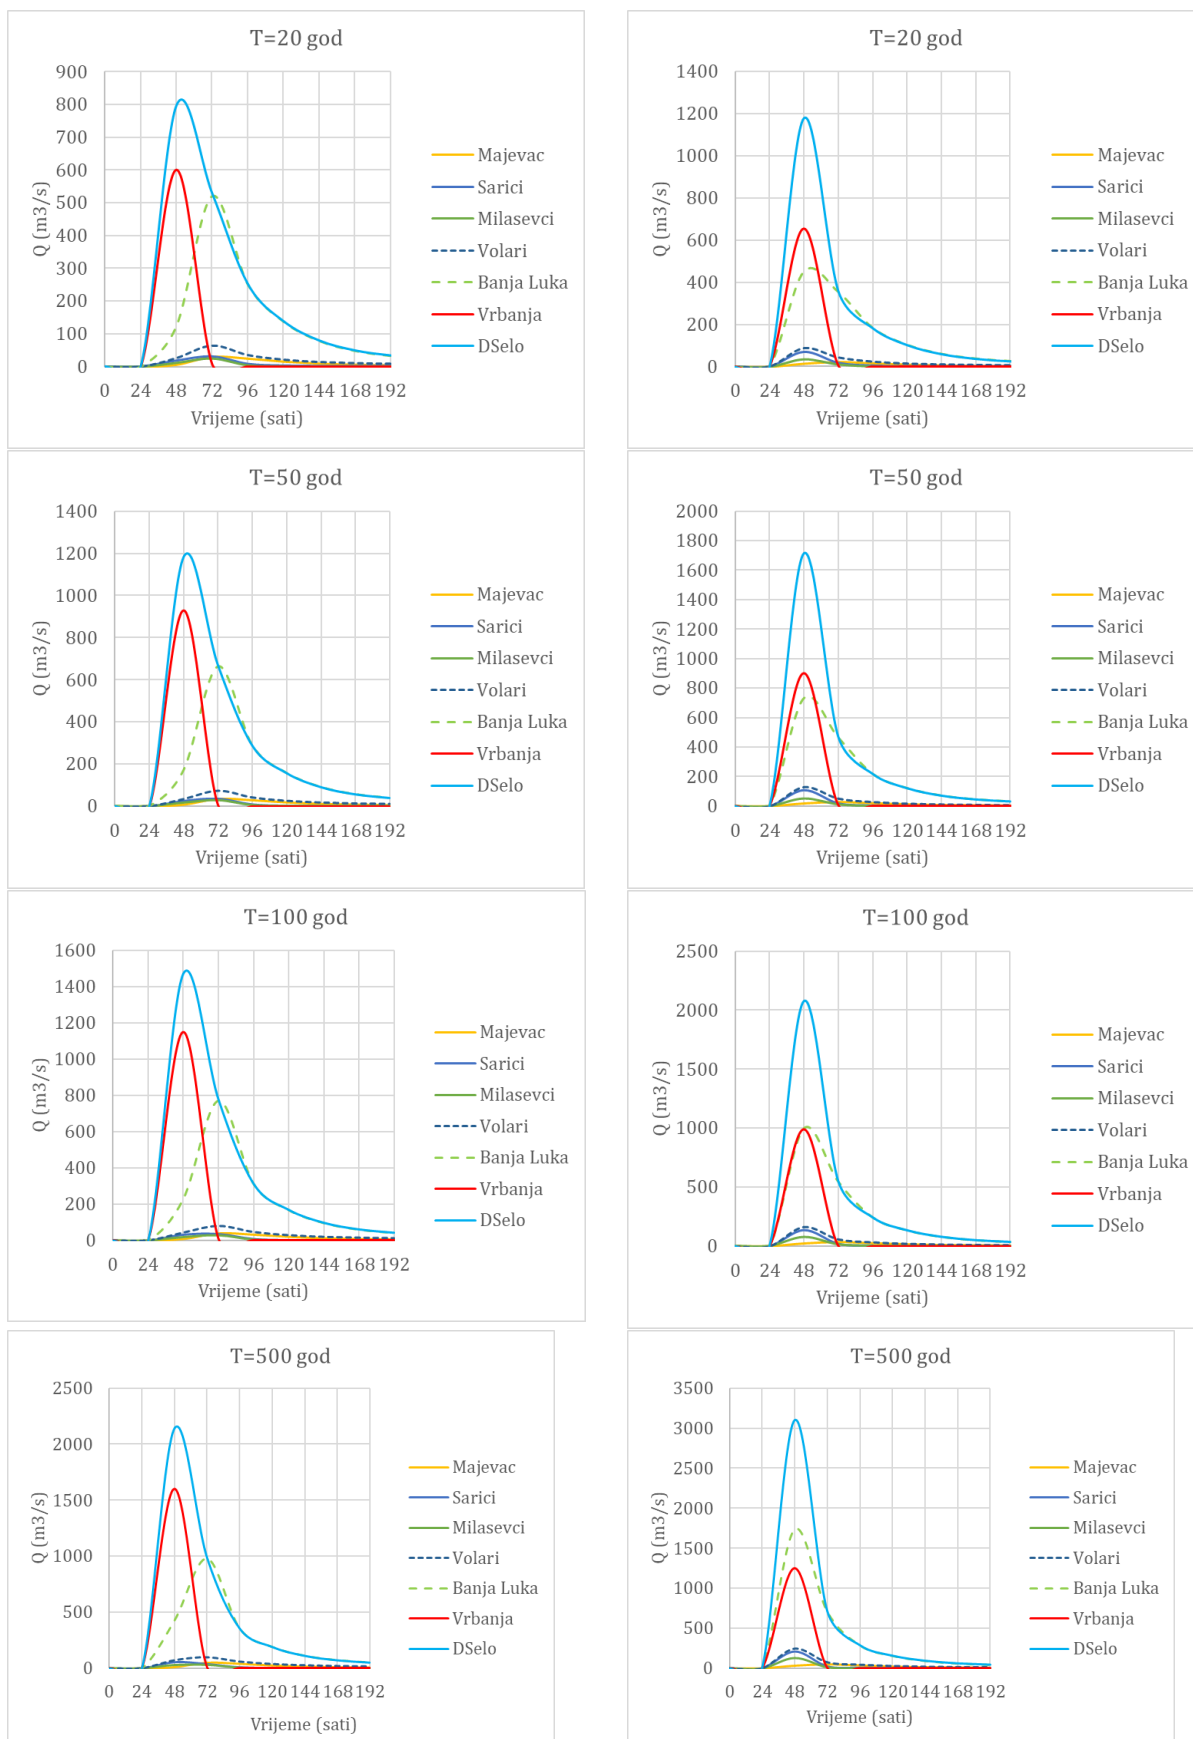 T=20 god
900
800
700
600
500
400
300
200
100
0
Q (m3/s)
0 24 48 72 96 120 144 168 192
Vrijeme (sati)
Majevac
Sarici
Milasevci
Volari
Banja Luka
Vrbanja
DSelo
T=20 god
1400
1200
1000
800
600
400
200
0
Q (m3/s)
0 24 48 72 96 120 144 168 192
Vrijeme (sati)
Majevac
Sarici
Milasevci
Volari
Banja Luka
Vrbanja
DSelo
T=50 god
1400
1200
1000
800
600
400
200
0
Q (m3/s)
0 24 48 72 96 120 144 168 192
Vrijeme (sati)
Majevac
Sarici
Milasevci
Volari
Banja Luka
Vrbanja
DSelo
T=50 god
2000
1800
1600
1400
1200
1000
800
600
400
200
0
Q (m3/s)
0 24 48 72 96 120 144 168 192
Vrijeme (sati)
Majevac
Sarici
Milasevci
Volari
Banja Luka
Vrbanja
DSelo
T=100 god
1600
1400
1200
1000
800
600
400
200
0
Q (m3/s)
0 24 48 72 96 120 144 168 192
Vrijeme (sati)
Majevac
Sarici
Milasevci
Volari
Banja Luka
Vrbanja
DSelo
T=100 god
2500
2000
1500
1000
500
0
Q (m3/s)
0 24 48 72 96 120 144 168 192
Vrijeme (sati)
Majevac
Sarici
Milasevci
Volari
Banja Luka
Vrbanja
DSelo
T=500 god
2500
2000
1500
1000
500
0
Q (m3/s)
0 24 48 72 96 120 144 168 192
Vrijeme (sati)
Majevac
Sarici
Milasevci
Volari
Banja Luka
Vrbanja
DSelo
T=500 god
3500
3000
2500
2000
1500
1000
500
0
Q (m3/s)
0 24 48 72 96 120 144 168 192
Vrijeme (sati)
Majevac
Sarici
Milasevci
Volari
Banja Luka
Vrbanja
DSelo